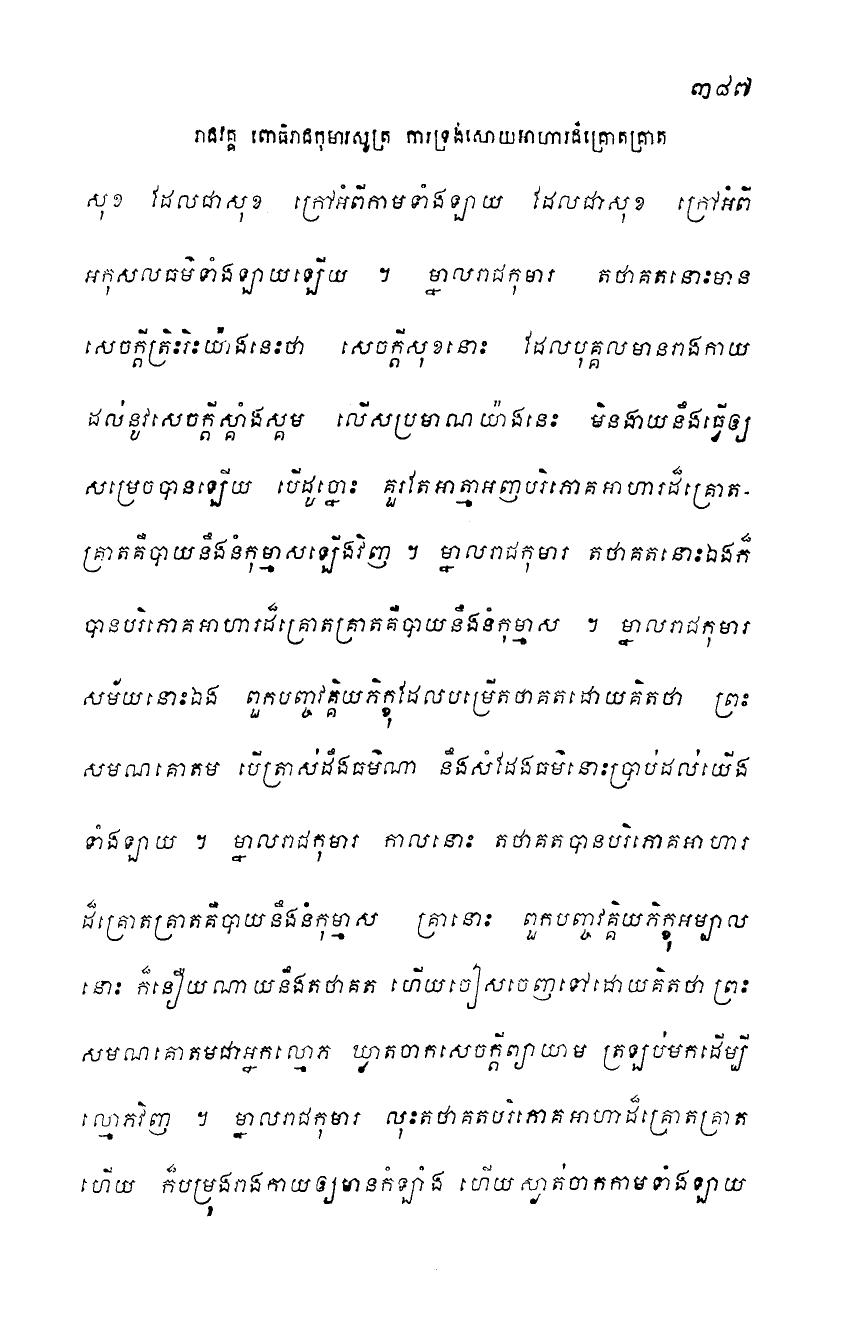 ៣៨៧
រាជវគ្គ ពោធិរាជកុមារសូត្រ ការទ្រង់សោយអាហារដ៏គ្រោតគ្រាត
សុខ ដែលជាសុខ ក្រៅអំពីកាមទាំងឡាយ ដែលជាសុខ ក្រៅអំពី
អកុសលធម៌ទាំងឡាយឡើយ ។ ម្នាលរាជកុមារ តថាគតនោះមាន
សេចក្តីត្រិះរិះយ៉ាងនេះថា សេចក្តីសុខនោះ ដែលបុគ្គលមានរាងកាយ
ដល់នូវសេចក្តីស្គាំងស្គម លើសប្រមាណយ៉ាងនេះ មិនងាយនឹងធ្វើឲ្យ
សម្រេចបានឡើយ បើដូច្នោះ គួរតែអាត្មាអញបរិភោគអាហារដ៏គ្រោត-
គ្រាតគឺបាយនឹងនំកុម្មាសឡើងវិញ ។ ម្នាលរាជកុមារ តថាគតនោះឯងក៏
បានបរិភោគអាហារដ៏គ្រោតគ្រាតគឺបាយនឹងនំកុម្មាស ។ ម្នាលរាជកុមារ
សម័យនោះឯង ពួកបញ្ចវគ្គិយភិក្ខុដែលបម្រើតថាគតដោយគិតថា ព្រះ
សមណគោតម បើត្រាស់ដឹងធម៌ណា នឹងសំដែងធម៌នោះប្រាប់ដល់យើង
ទាំងឡាយ ។ ម្នាលរាជកុមារ កាលនោះ តថាគតបានបរិភោគអាហារ
ដ៏គ្រោតគ្រាតគឺបាយនឹងនំកុម្មាស គ្រានោះ ពួកបញ្ចវគ្គិយភិក្ខុអម្បាល
នោះ ក៏នឿយណាយនឹងតថាគត ហើយចៀសចេញទៅដោយគិតថា ព្រះ
សមណគោតមជាអ្នកល្មោភ ឃ្លាតចាកសេចក្តីព្យាយាម ត្រឡប់មកដើម្បី
ល្មោភវិញ ។ ម្នាលរាជកុមារ លុះតថាគតបរិភោគអាហាដ៏គ្រោតគ្រាត
ហើយ ក៏បម្រុងរាងកាយឲ្យមានកំឡាំង ហើយស្ងាត់ចាកកាមទាំងឡាយ